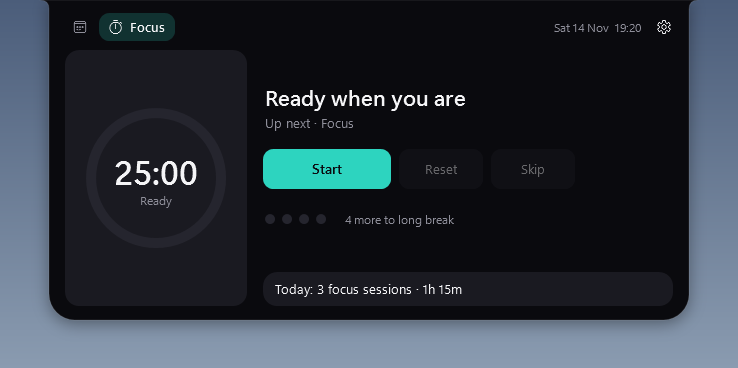 Focus
Sat 14 Nov 19:20
25:00
Ready
Ready when you are
Up next · Focus
Start
Reset
Skip
4 more to long break
Today: 3 focus sessions · 1h 15m